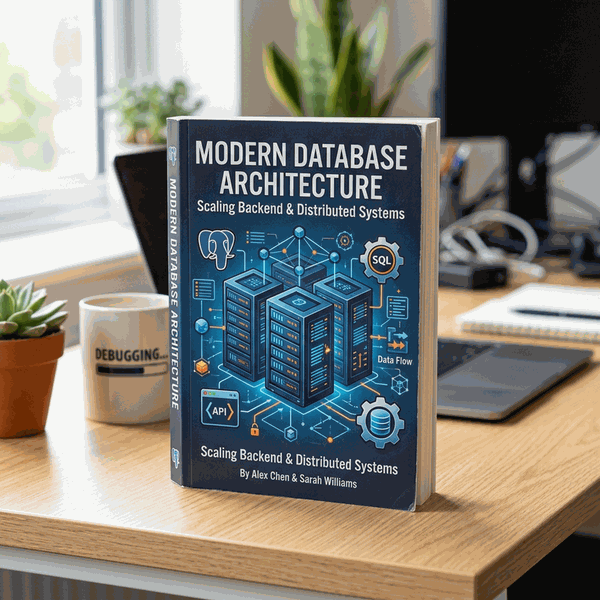 MODERN DATABASE
ARCHITECTURE
Scaling Backend & Distributed Systems
SQL
Data Flow
API
Scaling Backend & Distributed Systems
By Alex Chen & Sarah Williams
MODERN DATABASE ARCHITECTURE
DEBUGGING...